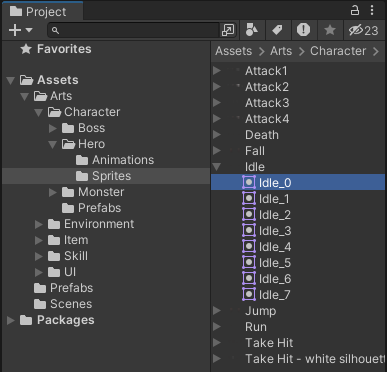 Project
23
Favorites
Assets
Arts
Character
Boss
Hero
Animations
Sprites
Monster
Prefabs
Environment
Item
Skill
UI
Prefabs
Scenes
Packages
Assets > Arts > Character >
Attack1
Attack2
Attack3
Attack4
Death
Fall
Idle
Idle_0
Idle_1
Idle_2
Idle_3
Idle_4
Idle_5
Idle_6
Idle_7
Jump
Run
Take Hit
Take Hit - white silhouett